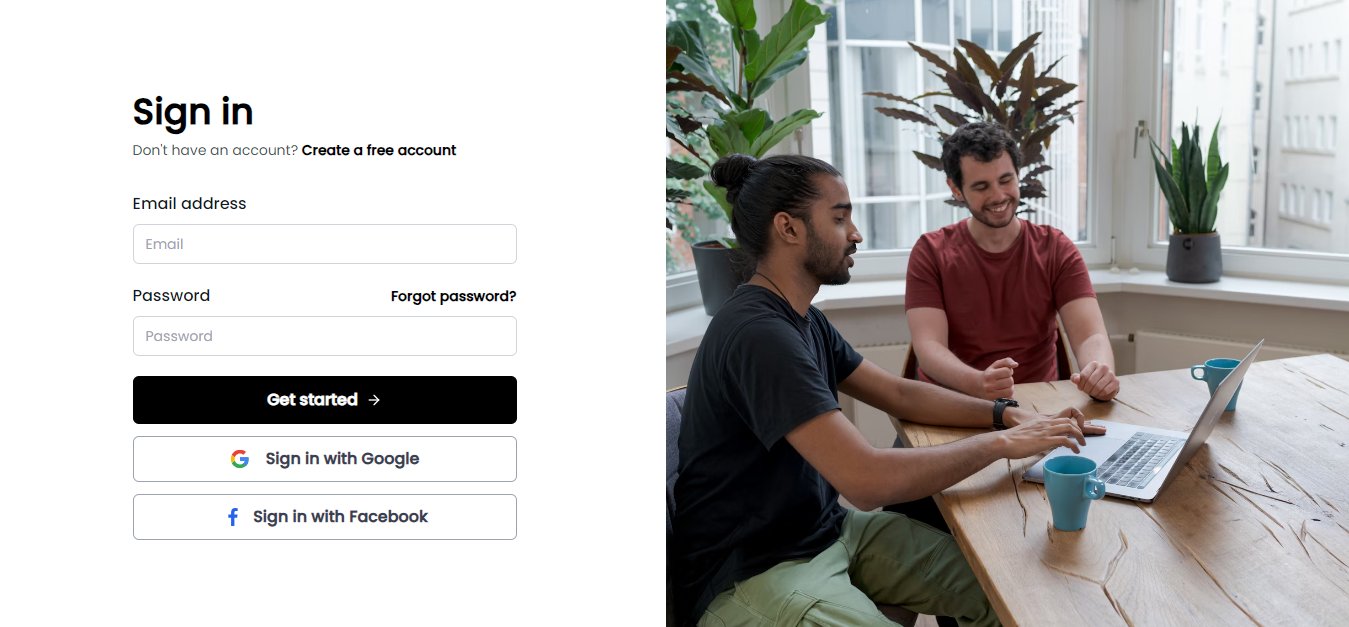 Sign in
Don't have an account? Create a free account
Email address
Email
Password Forgot password?
Password
Get started →
Sign in with Google
Sign in with Facebook